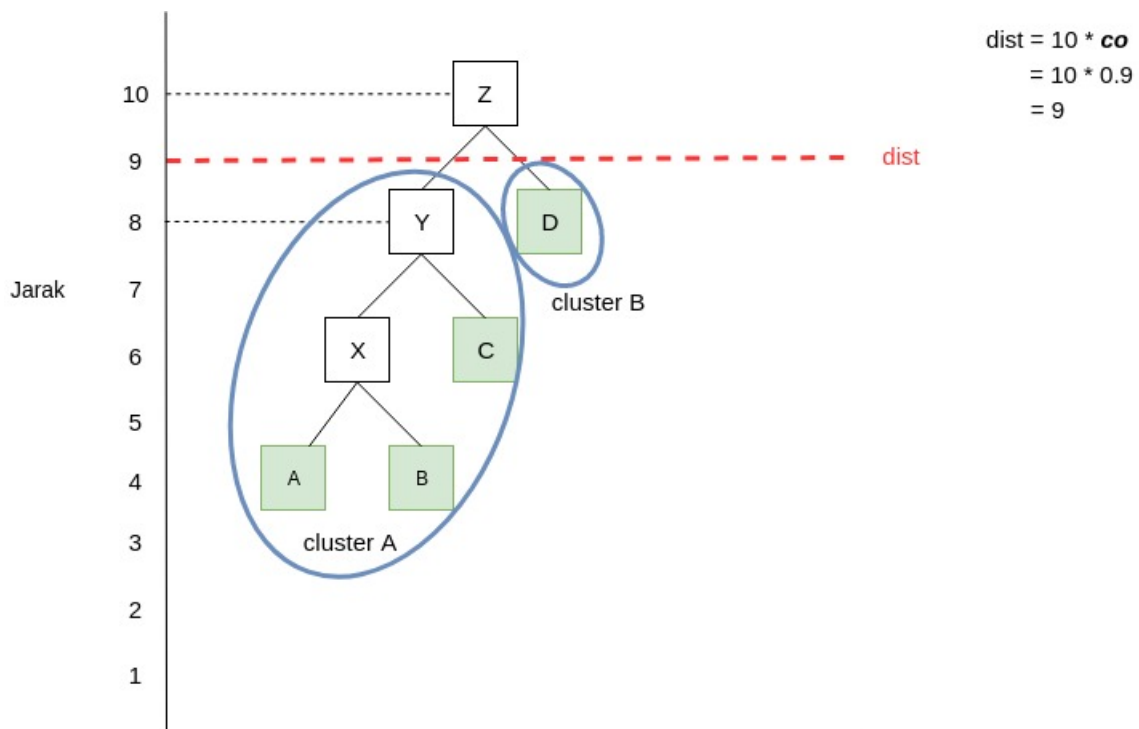 dist = 10 * co
= 10 * 0.9
= 9
10
Z
9
dist
8
Y
D
Jarak
7
cluster B
6
X
C
5
4
A
B
3
cluster A
2
1